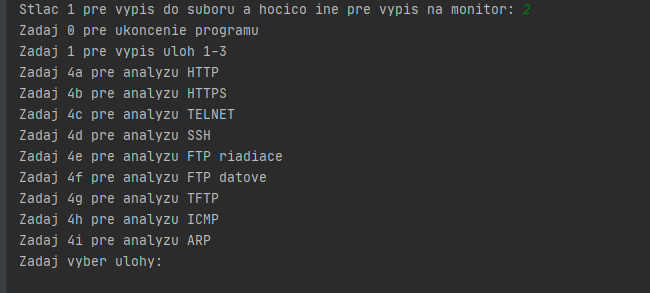 Stlac 1 pre vypis do suboru a hocico ine pre vypis na monitor: 2
Zadaj 0 pre ukoncenie programu
Zadaj 1 pre vypis uloh 1-3
Zadaj 4a pre analyzu HTTP
Zadaj 4b pre analyzu HTTPS
Zadaj 4c pre analyzu TELNET
Zadaj 4d pre analyzu SSH
Zadaj 4e pre analyzu FTP riadiace
Zadaj 4f pre analyzu FTP datove
Zadaj 4g pre analyzu TFTP
Zadaj 4h pre analyzu ICMP
Zadaj 4i pre analyzu ARP
Zadaj vyber ulohy: